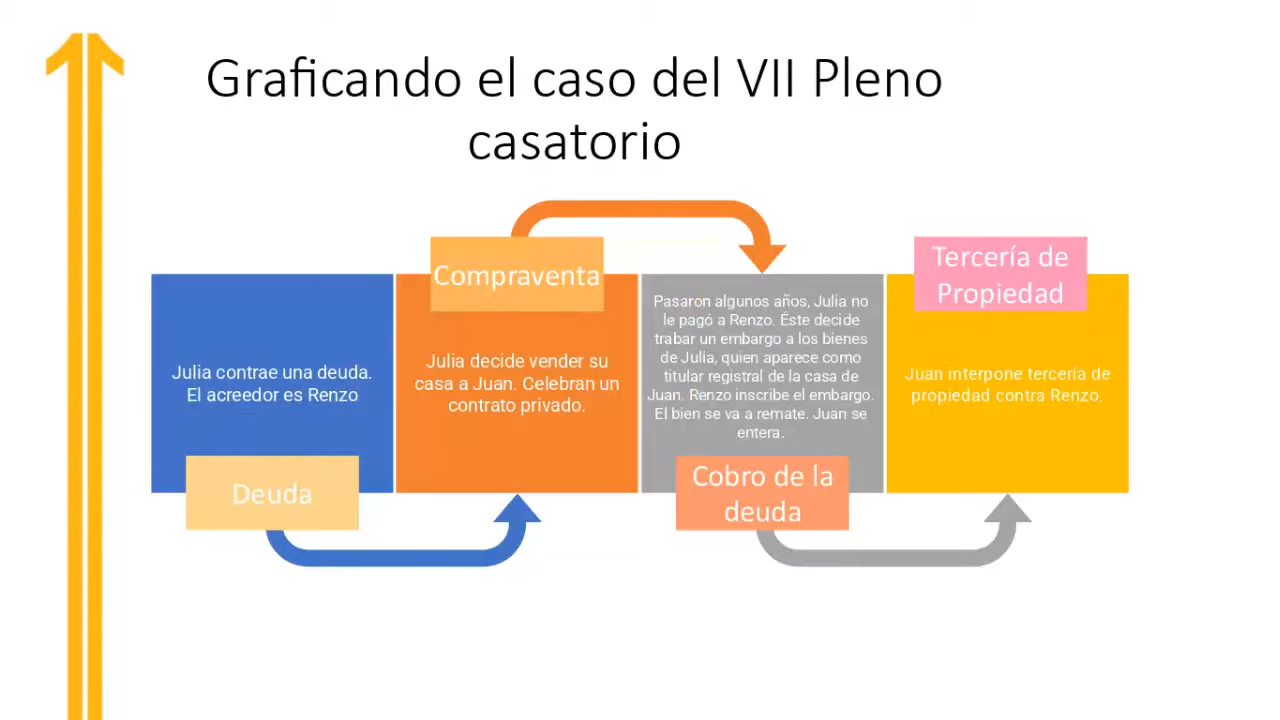 Graficando el caso del VII Pleno
casatorio
Julia contrae una deuda.
El acreedor es Renzo
Deuda
Compraventa
Julia decide vender su
casa a Juan. Celebran un
contrato privado.
Pasaron algunos años, Julia no
le pagó a Renzo. Éste decide
trabar un embargo a los bienes
de Julia, quien aparece como
titular registral de la casa de
Juan. Renzo inscribe el embargo.
El bien se va a remate. Juan se
entera.
Cobro de la
deuda
Tercería de
Propiedad
Juan interpone tercería de
propiedad contra Renzo.